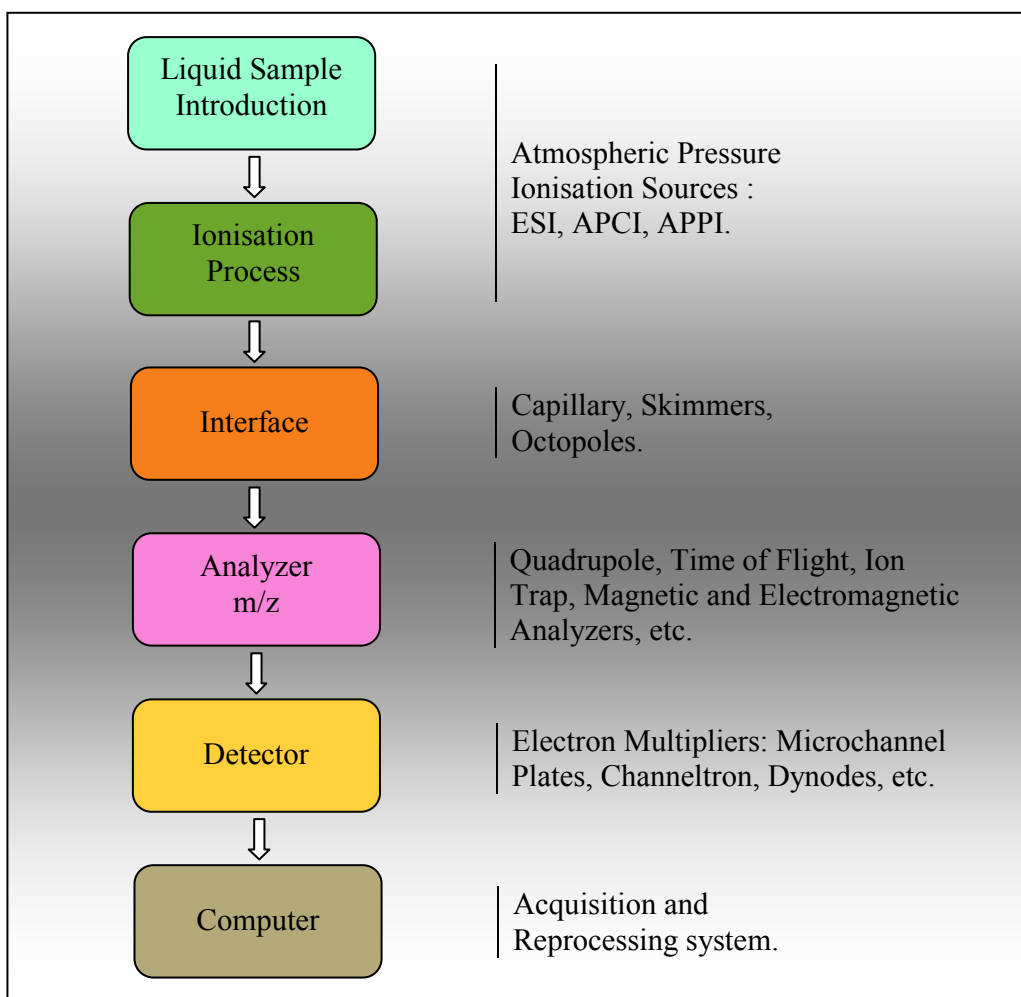 Liquid Sample
Introduction
Atmospheric Pressure
Ionisation Sources :
ESI, APCI, APPI.
Ionisation
Process
Interface
Capillary, Skimmers,
Octopoles.
Analyzer
m/z
Quadrupole, Time of Flight, Ion
Trap, Magnetic and Electromagnetic
Analyzers, etc.
Detector
Electron Multipliers: Microchannel
Plates, Channeltron, Dynodes, etc.
Computer
Acquisition and
Reprocessing system.